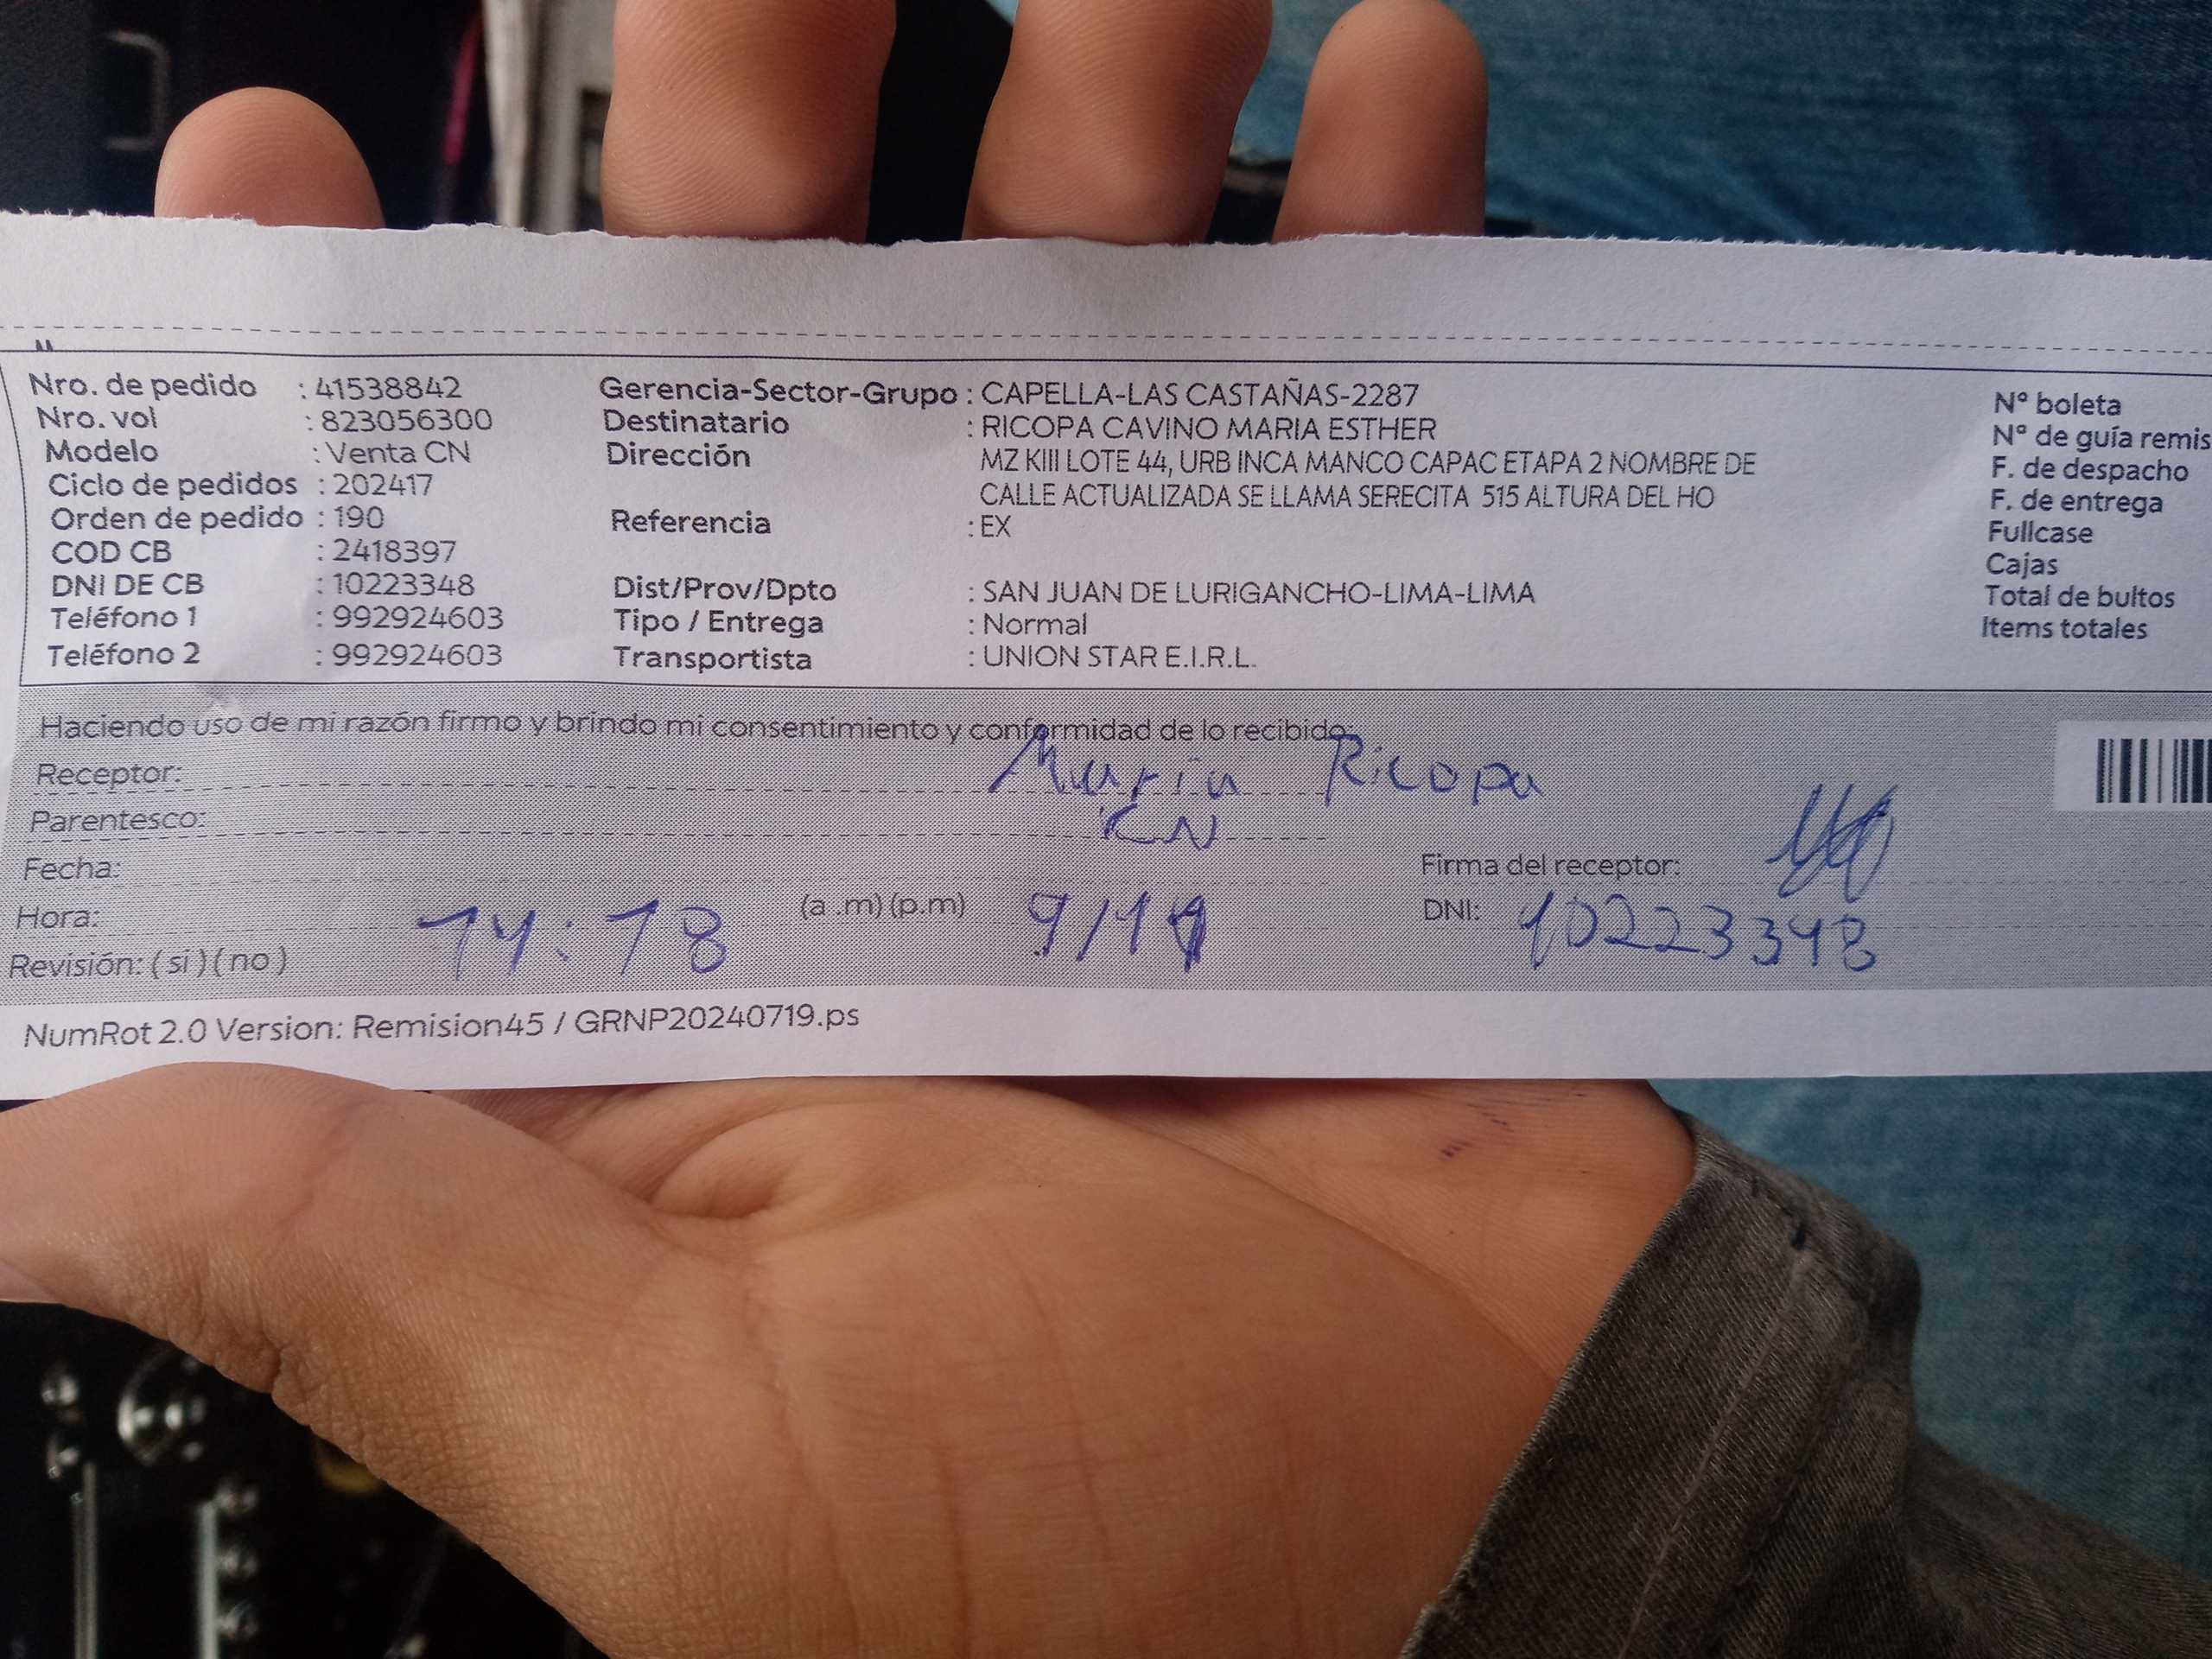 Nro. de pedido : 41538842
Nro. vol : 823056300
Modelo : Venta CN
Ciclo de pedidos : 202417
Orden de pedido : 190
COD CB : 2418397
DNI DE CB : 10223348
Teléfono 1 : 992924603
Teléfono 2 : 992924603
Gerencia-Sector-Grupo : CAPELLA-LAS CASTAÑAS-2287
Destinatario : RICOPA CAVINO MARIA ESTHER
Dirección MZ KIII LOTE 44, URB INCA MANCO CAPAC ETAPA 2 NOMBRE DE
CALLE ACTUALIZADA SE LLAMA SERECITA 515 ALTURA DEL HO
Referencia : EX
Dist/Prov/Dpto : SAN JUAN DE LURIGANCHO-LIMA-LIMA
Tipo / Entrega : Normal
Transportista : UNION STAR E.I.R.L.
N° boleta
N° de guía remis
F. de despacho
F. de entrega
Fullcase
Cajas
Total de bultos
Items totales
Haciendo uso de mi razón firmo y brindo mi consentimiento y conformidad de lo recibido:
Receptor: Maria Ricopa
Parentesco: CN
Fecha:
Firma del receptor:
Hora: 14:18 (a .m) (p.m) 9/11
DNI: 10223348
Revisión: ( si ) ( no )
NumRot 2.0 Version: Remision45 / GRNP20240719.ps